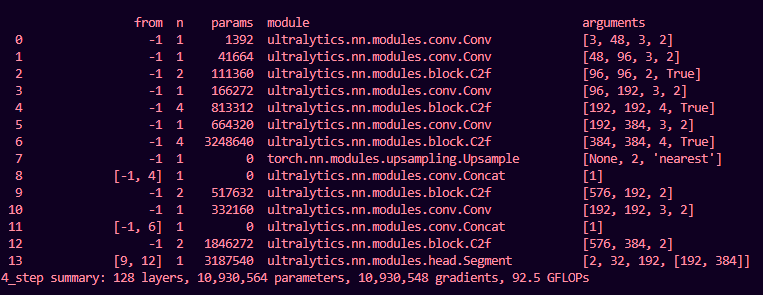 from n params module arguments
0 -1 1 1392 ultralytics.nn.modules.conv.Conv [3, 48, 3, 2]
1 -1 1 41664 ultralytics.nn.modules.conv.Conv [48, 96, 3, 2]
2 -1 2 111360 ultralytics.nn.modules.block.C2f [96, 96, 2, True]
3 -1 1 166272 ultralytics.nn.modules.conv.Conv [96, 192, 3, 2]
4 -1 4 813312 ultralytics.nn.modules.block.C2f [192, 192, 4, True]
5 -1 1 664320 ultralytics.nn.modules.conv.Conv [192, 384, 3, 2]
6 -1 4 3248640 ultralytics.nn.modules.block.C2f [384, 384, 4, True]
7 -1 1 0 torch.nn.modules.upsampling.Upsample [None, 2, 'nearest']
8 [-1, 4] 1 0 ultralytics.nn.modules.conv.Concat [1]
9 -1 2 517632 ultralytics.nn.modules.block.C2f [576, 192, 2]
10 -1 1 332160 ultralytics.nn.modules.conv.Conv [192, 192, 3, 2]
11 [-1, 6] 1 0 ultralytics.nn.modules.conv.Concat [1]
12 -1 2 1846272 ultralytics.nn.modules.block.C2f [576, 384, 2]
13 [9, 12] 1 3187540 ultralytics.nn.modules.head.Segment [2, 32, 192, [192, 384]]
4_step summary: 128 layers, 10,930,564 parameters, 10,930,548 gradients, 92.5 GFLOPs